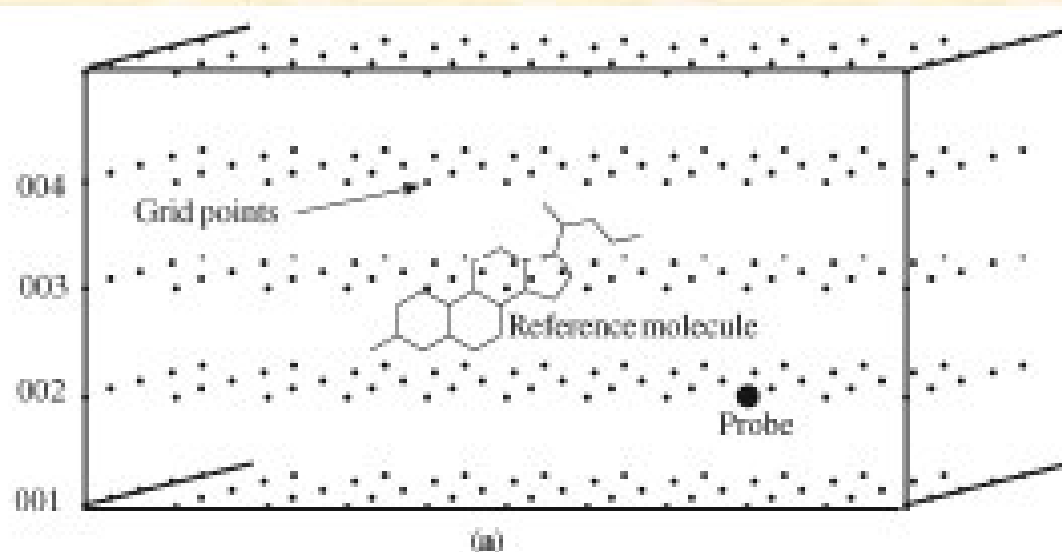 004
Grid points
003
Reference molecule
002
Probe
001
(a)